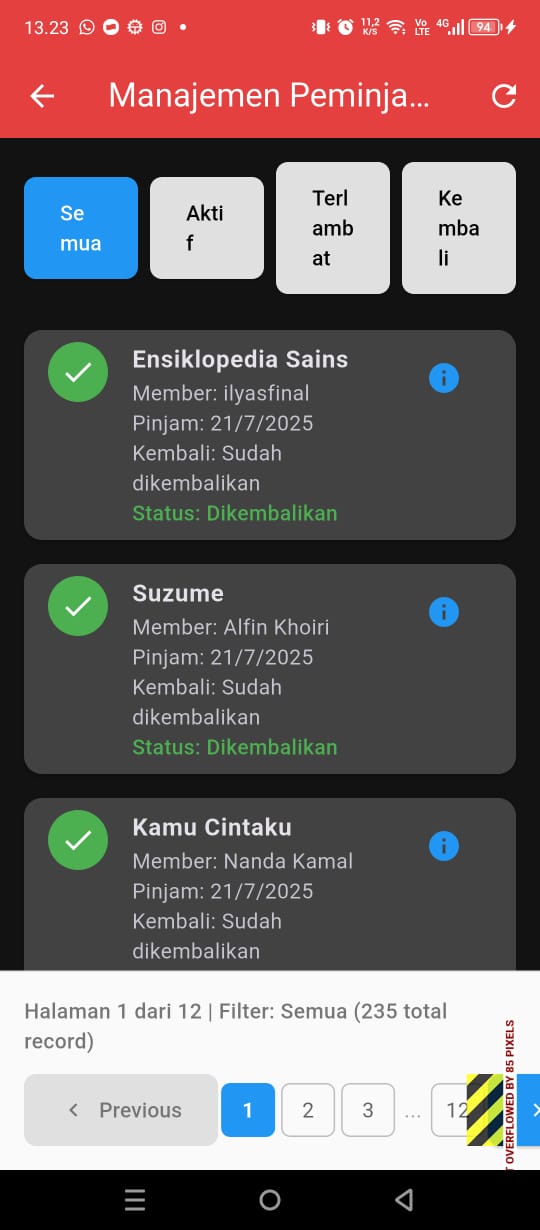 13.23
11,2
K/S
Vo
LTE
4G
94
Manajemen Peminja...
Se
mua
Akti
f
Terl
amb
at
Ke
mba
li
Ensiklopedia Sains
Member: ilyasfinal
Pinjam: 21/7/2025
Kembali: Sudah
dikembalikan
Status: Dikembalikan
Suzume
Member: Alfin Khoiri
Pinjam: 21/7/2025
Kembali: Sudah
dikembalikan
Status: Dikembalikan
Kamu Cintaku
Member: Nanda Kamal
Pinjam: 21/7/2025
Kembali: Sudah
dikembalikan
Halaman 1 dari 12 | Filter: Semua (235 total
record)
Previous
1
2
3
...
12
OVERFLOWED BY 85 PIXELS